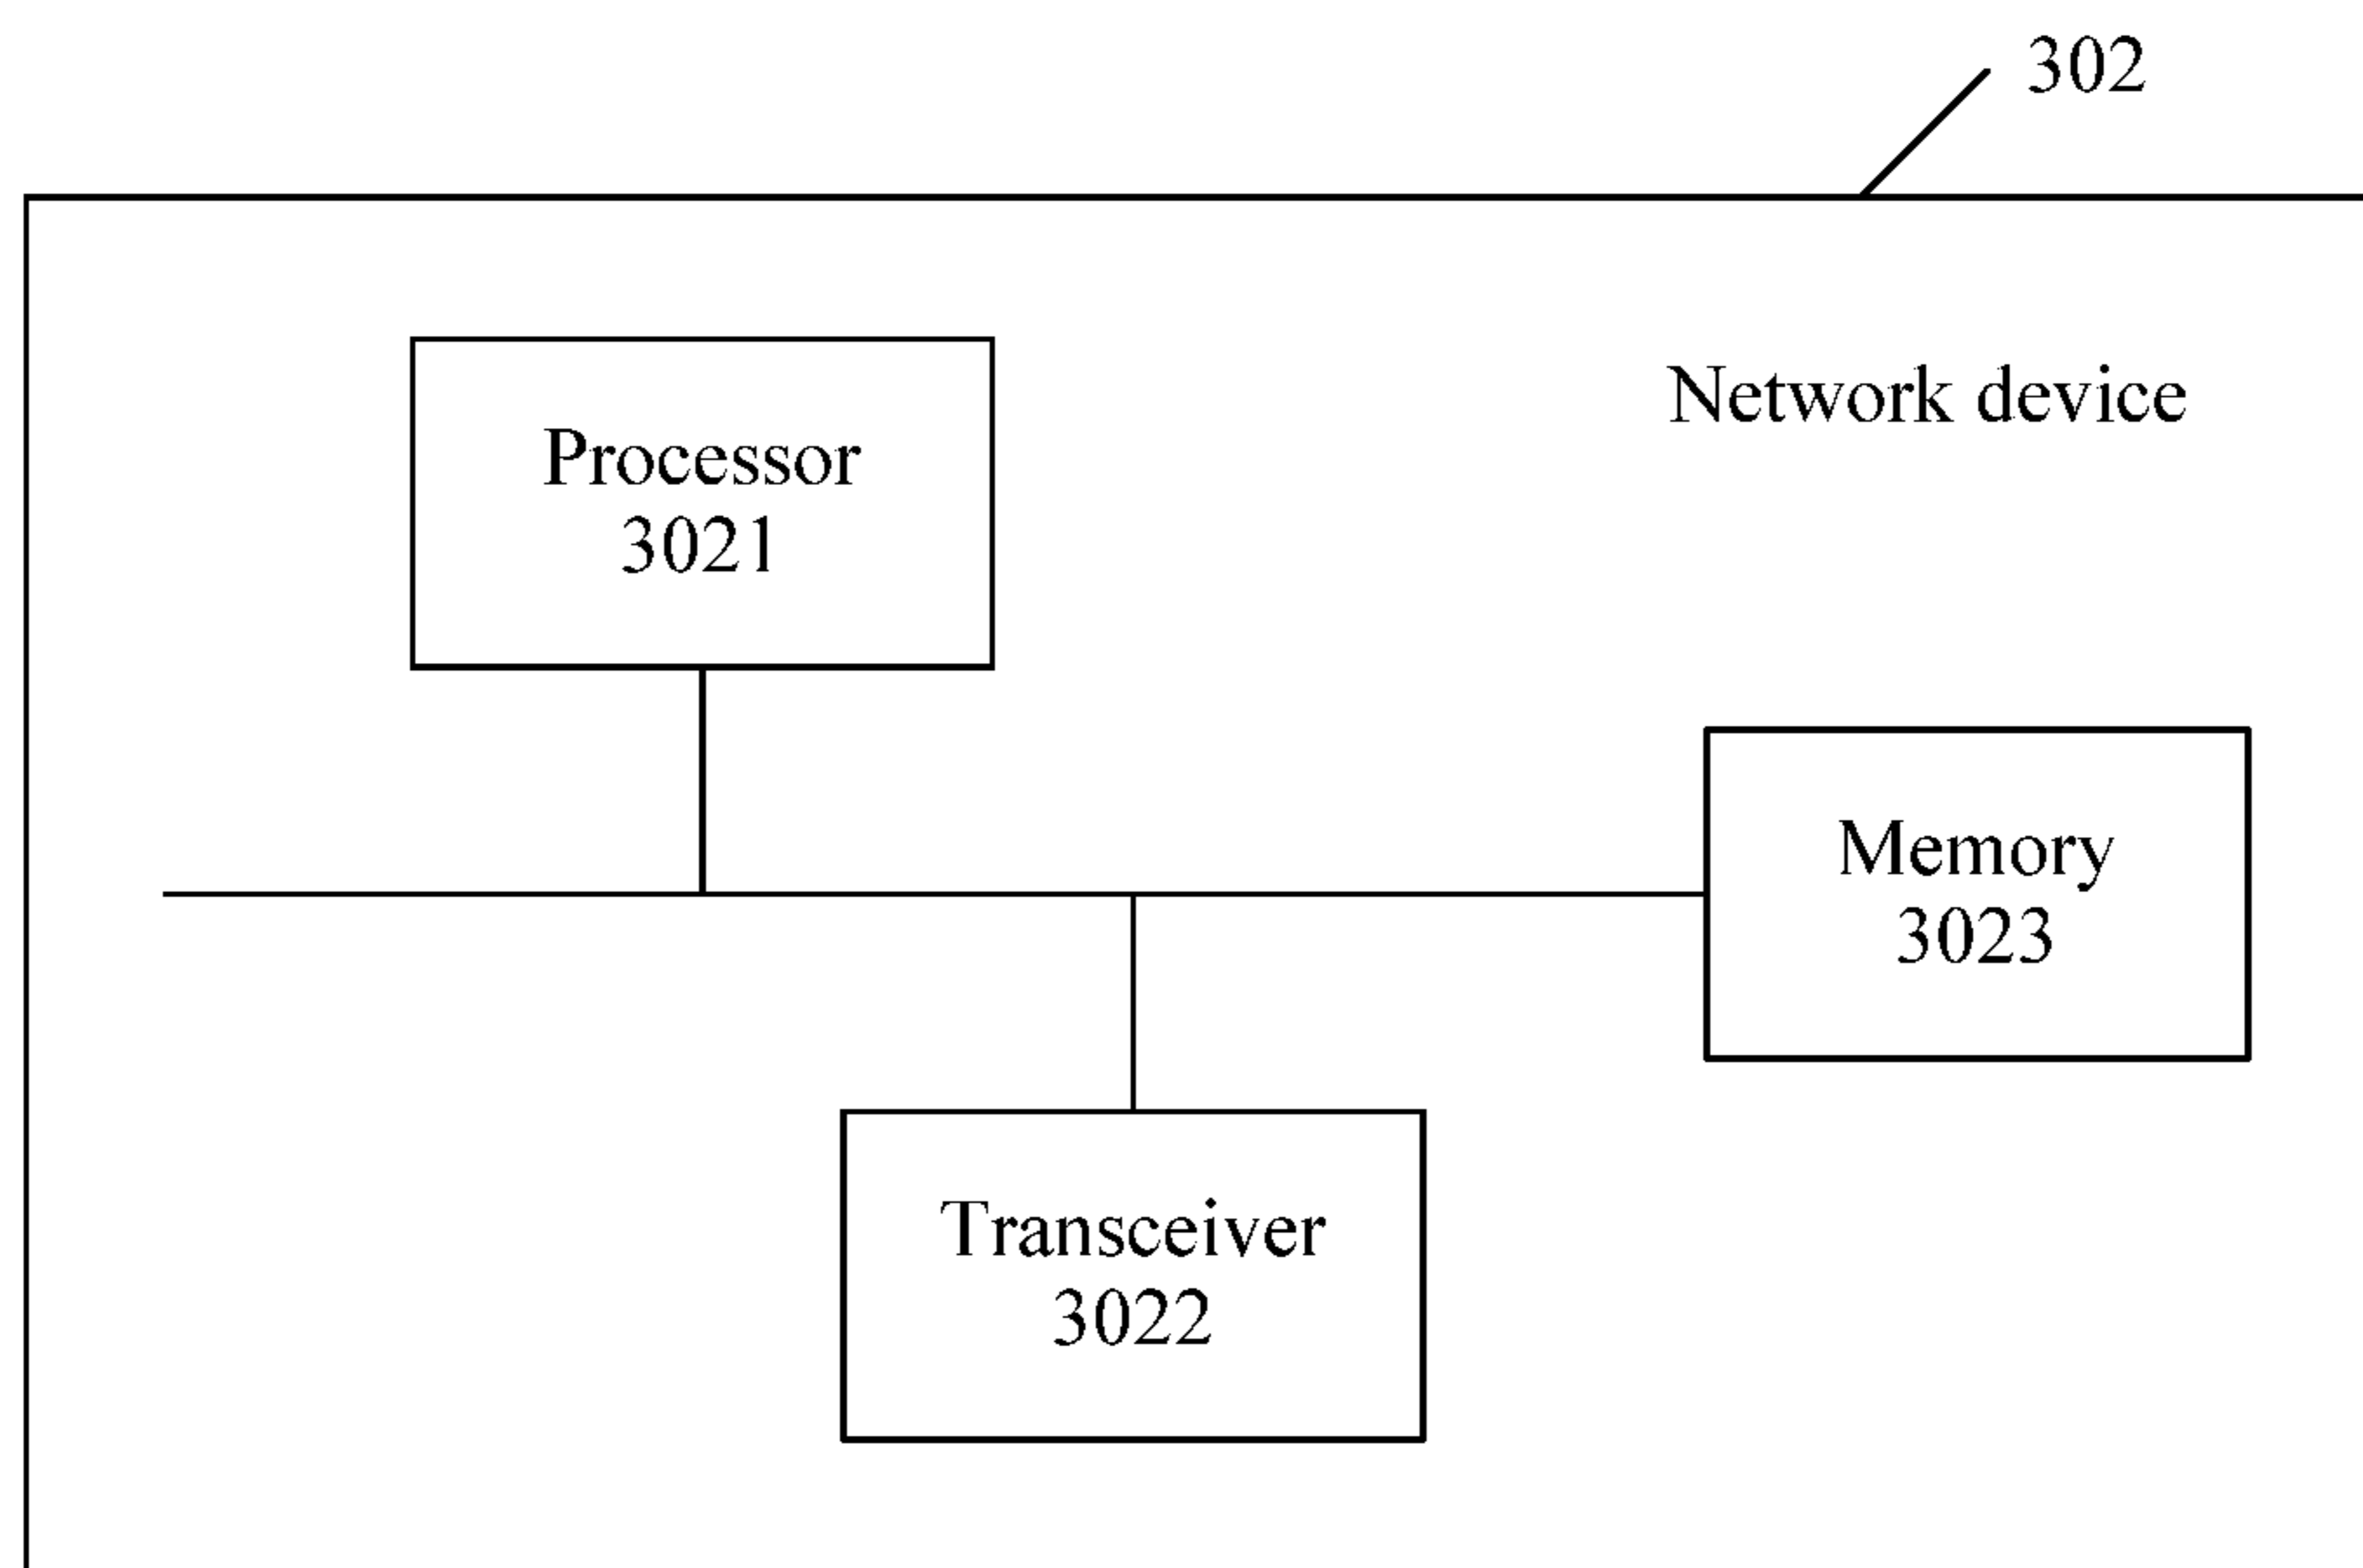 302
Network device
Processor
3021
Memory
3023
Transceiver
3022